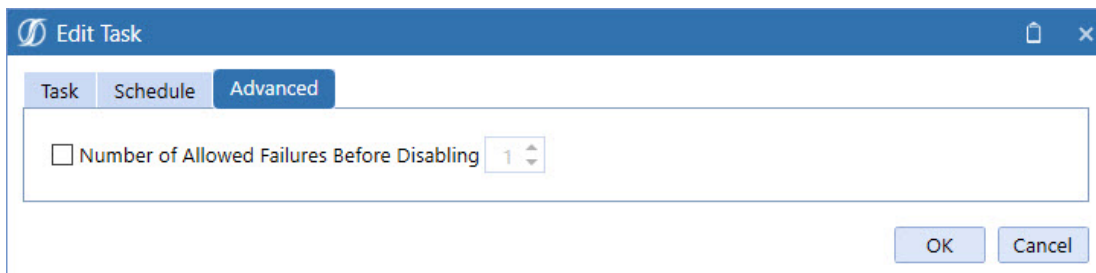 Edit Task
Task Schedule Advanced
Number of Allowed Failures Before Disabling 1
OK Cancel